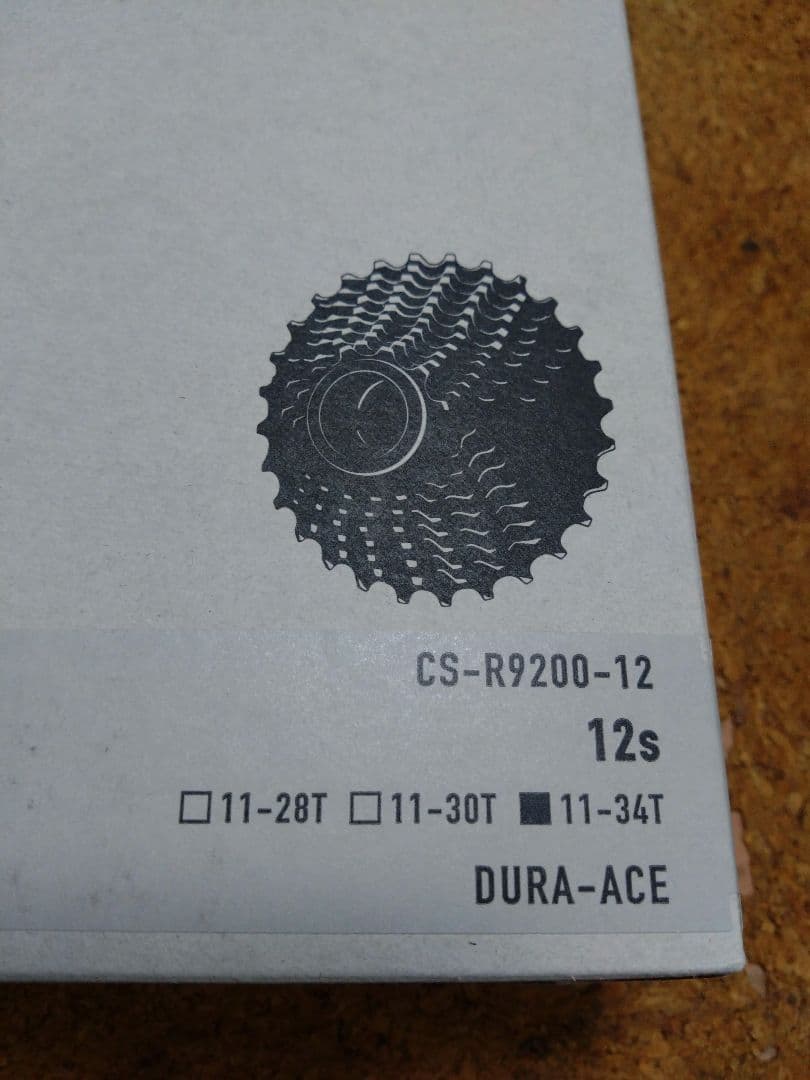 CS-R9200-12
12s
☐11-28T ☐11-30T ■11-34T
DURA-ACE